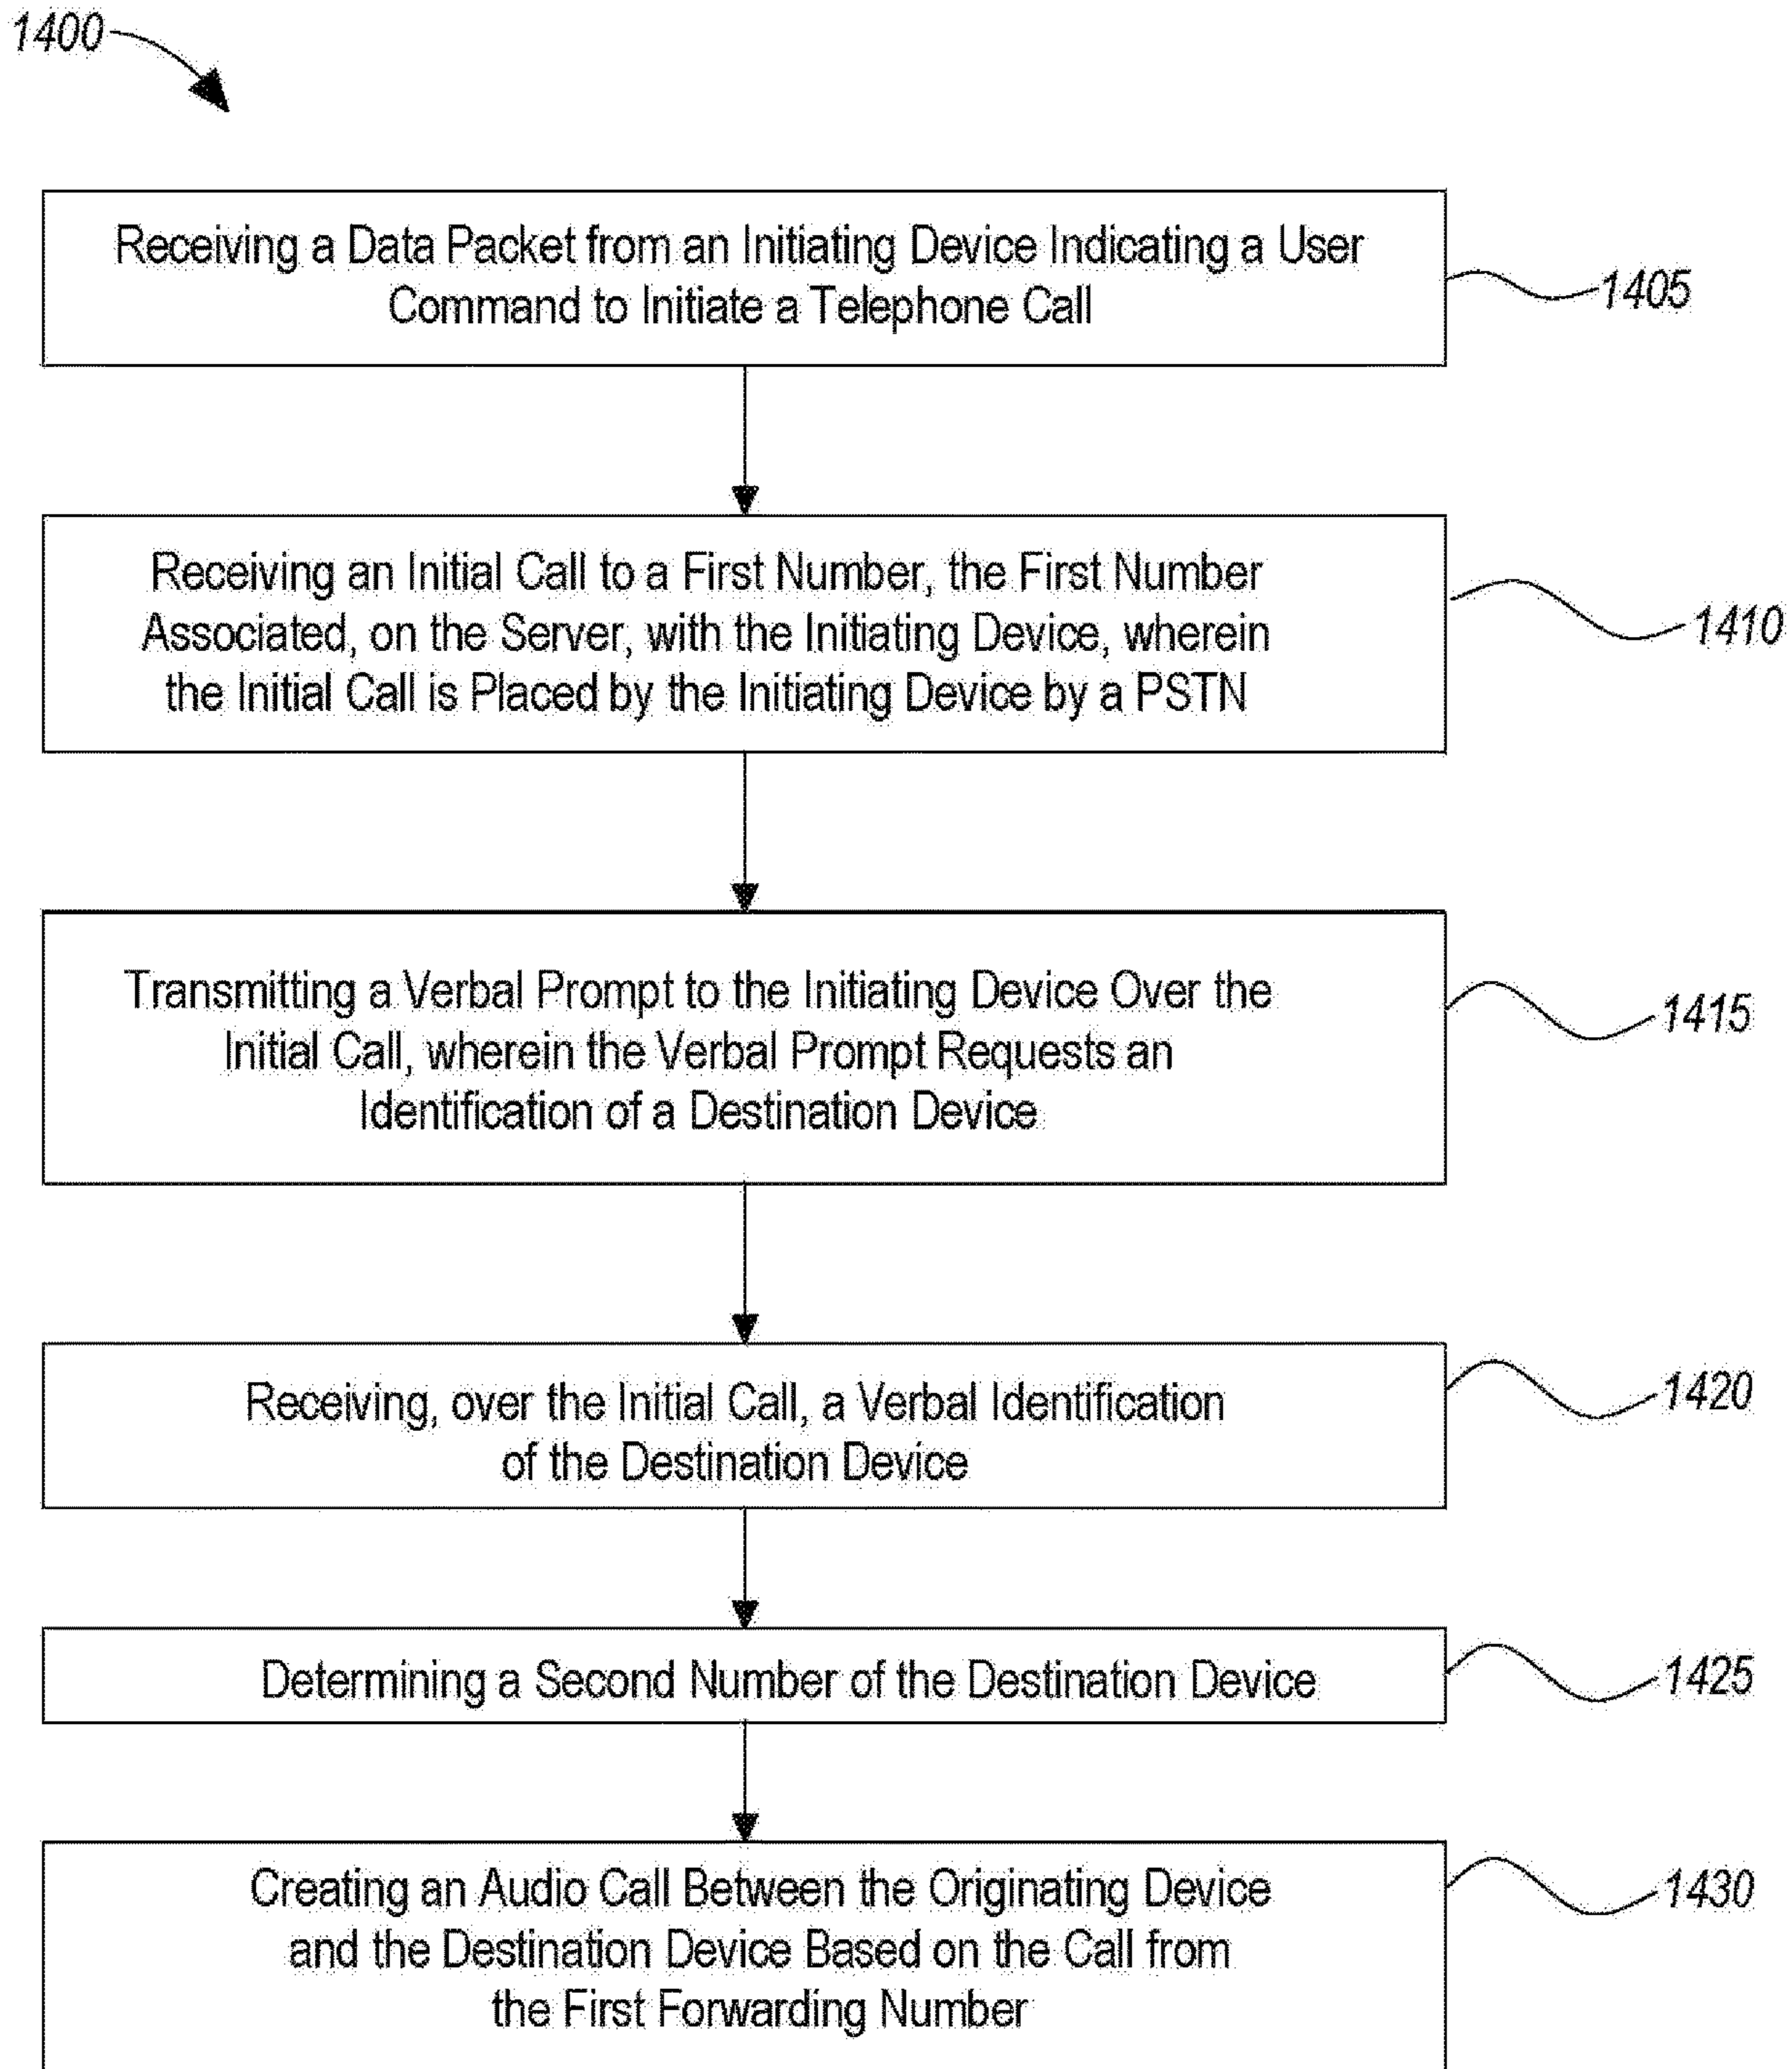 1400
Receiving a Data Packet from an Initiating Device Indicating a User
Command to Initiate a Telephone Call
1405
Receiving an Initial Call to a First Number, the First Number
Associated, on the Server, with the Initiating Device, wherein
the Initial Call is Placed by the Initiating Device by a PSTN
1410
Transmitting a Verbal Prompt to the Initiating Device Over the
Initial Call, wherein the Verbal Prompt Requests an
Identification of a Destination Device
1415
Receiving, over the Initial Call, a Verbal Identification
of the Destination Device
1420
Determining a Second Number of the Destination Device
1425
Creating an Audio Call Between the Originating Device
and the Destination Device Based on the Call from
the First Forwarding Number
1430